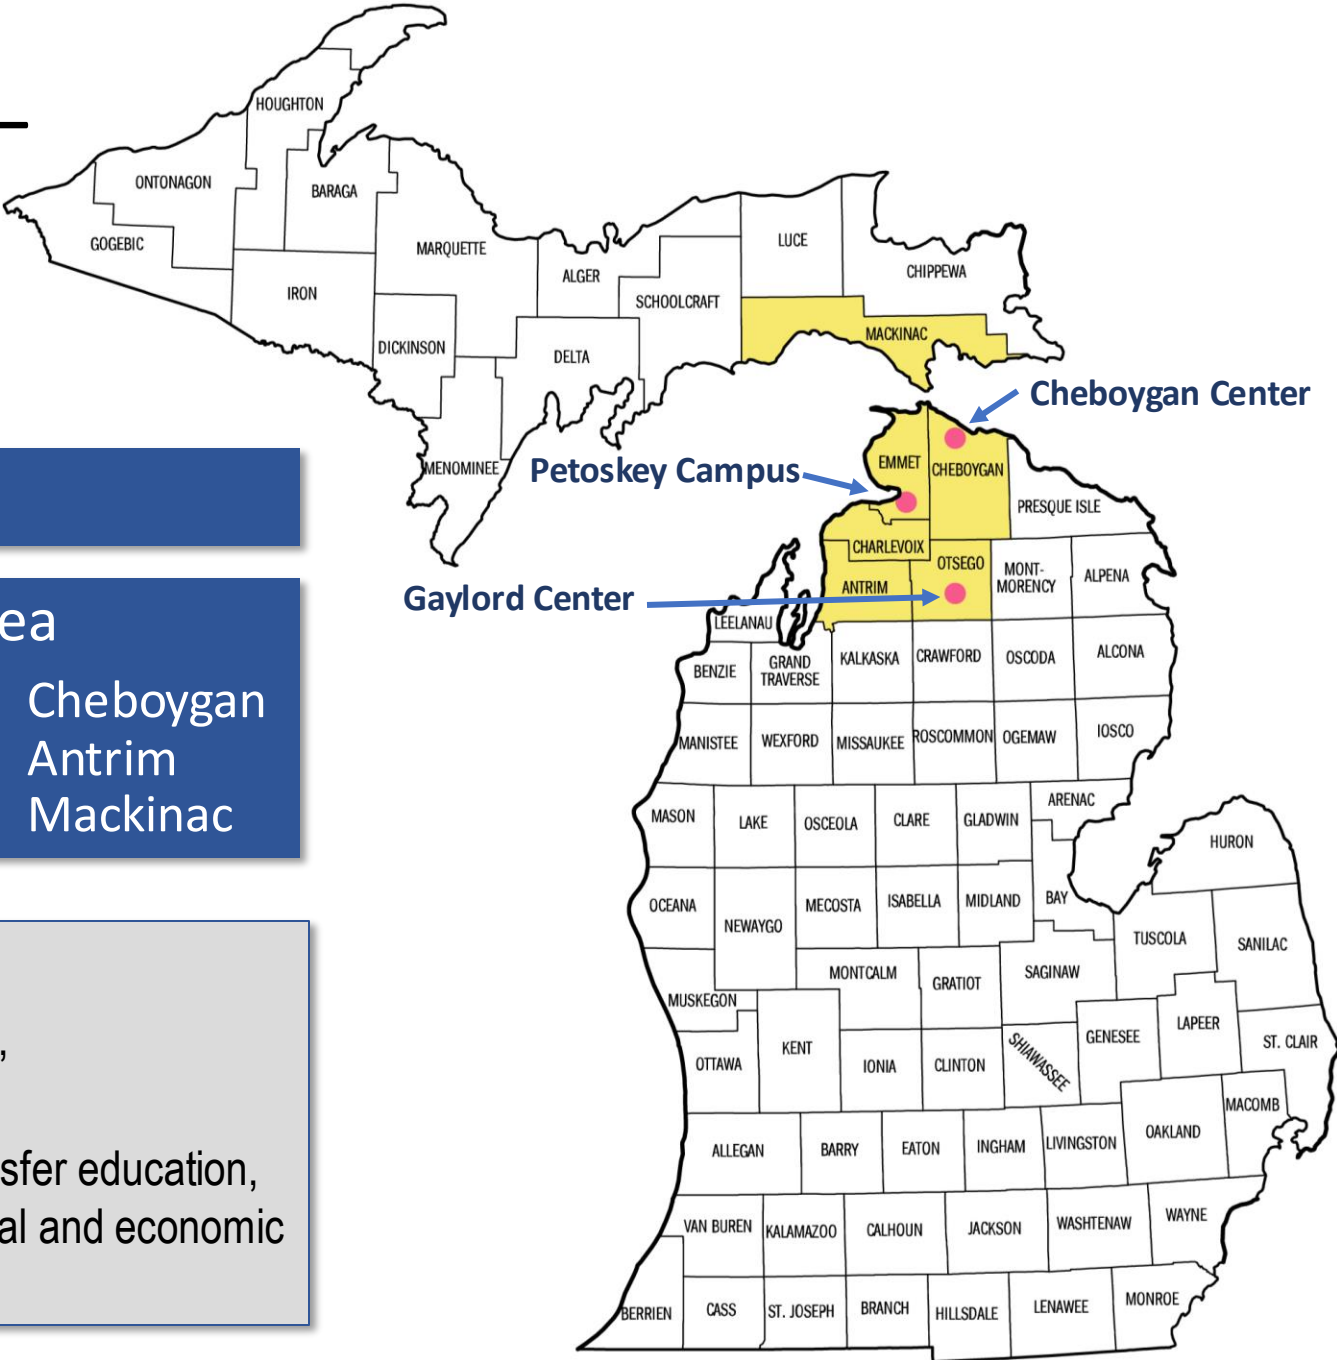 HOUGHTON
ONTONAGON
BARAGA
GOGEBIC
MARQUETTE
LUCE
ALGER
CHIPPEWA
IRON
SCHOOLCRAFT
MACKINAC
DICKINSON
DELTA
MENOMINEE
Cheboygan Center
Petoskey Campus
EMMET
CHEBOYGAN
PRESQUE ISLE
CHARLEVOIX
OTSEGO
MONT-
MORENCY
ALPENA
ANTRIM
Gaylord Center
LEELANAU
ea
Cheboygan
Antrim
Mackinac
BENZIE
GRAND
TRAVERSE
KALKASKA
CRAWFORD
OSCODA
ALCONA
MANISTEE
WEXFORD
MISSAUKEE
ROSCOMMON
OGEMAW
IOSCO
MASON
LAKE
OSCEOLA
CLARE
GLADWIN
ARENAC
HURON
OCEANA
NEWAYGO
MECOSTA
ISABELLA
MIDLAND
BAY
TUSCOLA
SANILAC
MUSKEGON
MONTCALM
GRATIOT
SAGINAW
OTTAWA
KENT
IONIA
CLINTON
SHIAWASSEE
GENESEE
LAPEER
ST. CLAIR
ALLEGAN
BARRY
EATON
INGHAM
LIVINGSTON
OAKLAND
MACOMB
VAN BUREN
KALAMAZOO
CALHOUN
JACKSON
WASHTENAW
WAYNE
BERRIEN
CASS
ST. JOSEPH
BRANCH
HILLSDALE
LENAWEE
MONROE
,
sfer education,
al and economic